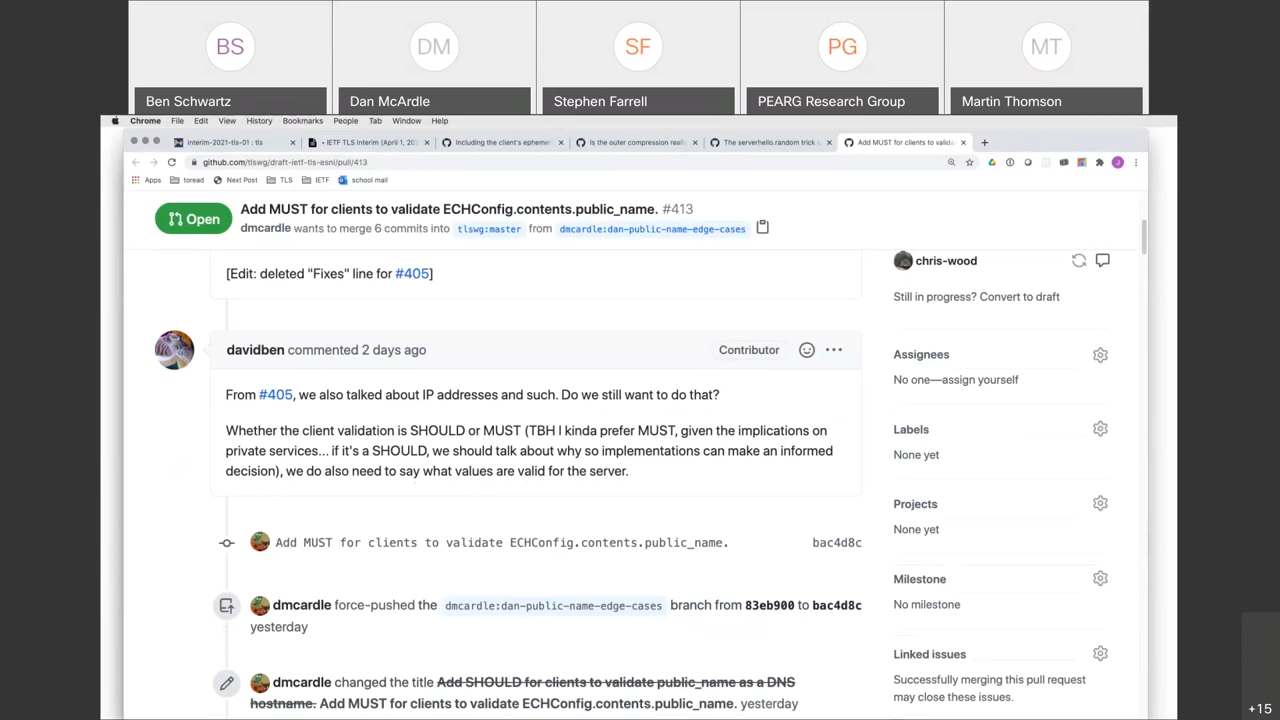 BS
DM
SF
PG
MT
Ben Schwartz
Dan McArdle
Stephen Farrell
PEARG Research Group
Martin Thomson
Chrome File Edit View History Bookmarks People Tab Window Help
interim-2021-tls-01 : tls
IETF TLS Interim (April 1, 202
Including the client's ephem
Is the outer compression real
The serverhello.random trick i
Add MUST for clients to valida
github.com/tlswg/draft-ietf-tls-esni/pull/413
Apps toread Next Post TLS IETF school mail
Open
Add MUST for clients to validate ECHConfig.contents.public_name. #413
dmcardle wants to merge 6 commits into tlswg:master from dmcardle:dan-public-name-edge-cases
[Edit: deleted "Fixes" line for #405]
chris-wood
Still in progress? Convert to draft
davidben commented 2 days ago
Contributor
From #405, we also talked about IP addresses and such. Do we still want to do that?
Whether the client validation is SHOULD or MUST (TBH I kinda prefer MUST, given the implications on
private services... if it's a SHOULD, we should talk about why so implementations can make an informed
decision), we do also need to say what values are valid for the server.
Assignees
No one—assign yourself
Labels
None yet
Projects
None yet
Milestone
No milestone
Linked issues
Successfully merging this pull request
may close these issues.
Add MUST for clients to validate ECHConfig.contents.public_name. bac4d8c
dmcardle force-pushed the dmcardle:dan-public-name-edge-cases branch from 83eb900 to bac4d8c
yesterday
dmcardle changed the title Add SHOULD for clients to validate public_name as a DNS
hostname. Add MUST for clients to validate ECHConfig.contents.public_name. yesterday
+15